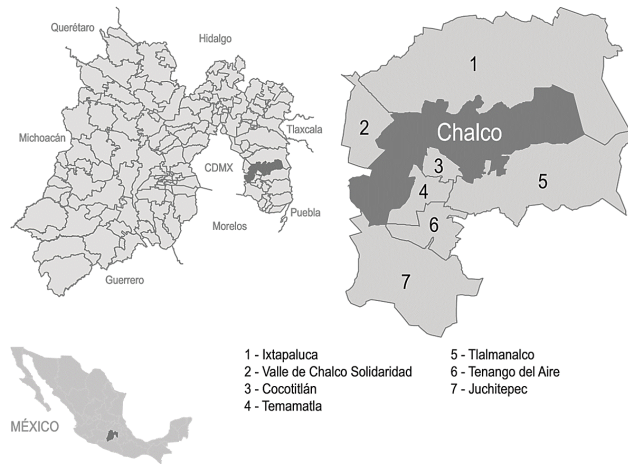 Querétaro
Hidalgo
Michoacán
Tlaxcala
CDMX
Puebla
Morelos
Guerrero
1
Chalco
2
3
4
5
6
7
MÉXICO
1 - Ixtapaluca
2 - Valle de Chalco Solidaridad
3 - Cocotitlán
4 - Temamatla
5 - Tlalmanalco
6 - Tenango del Aire
7 - Juchitepec